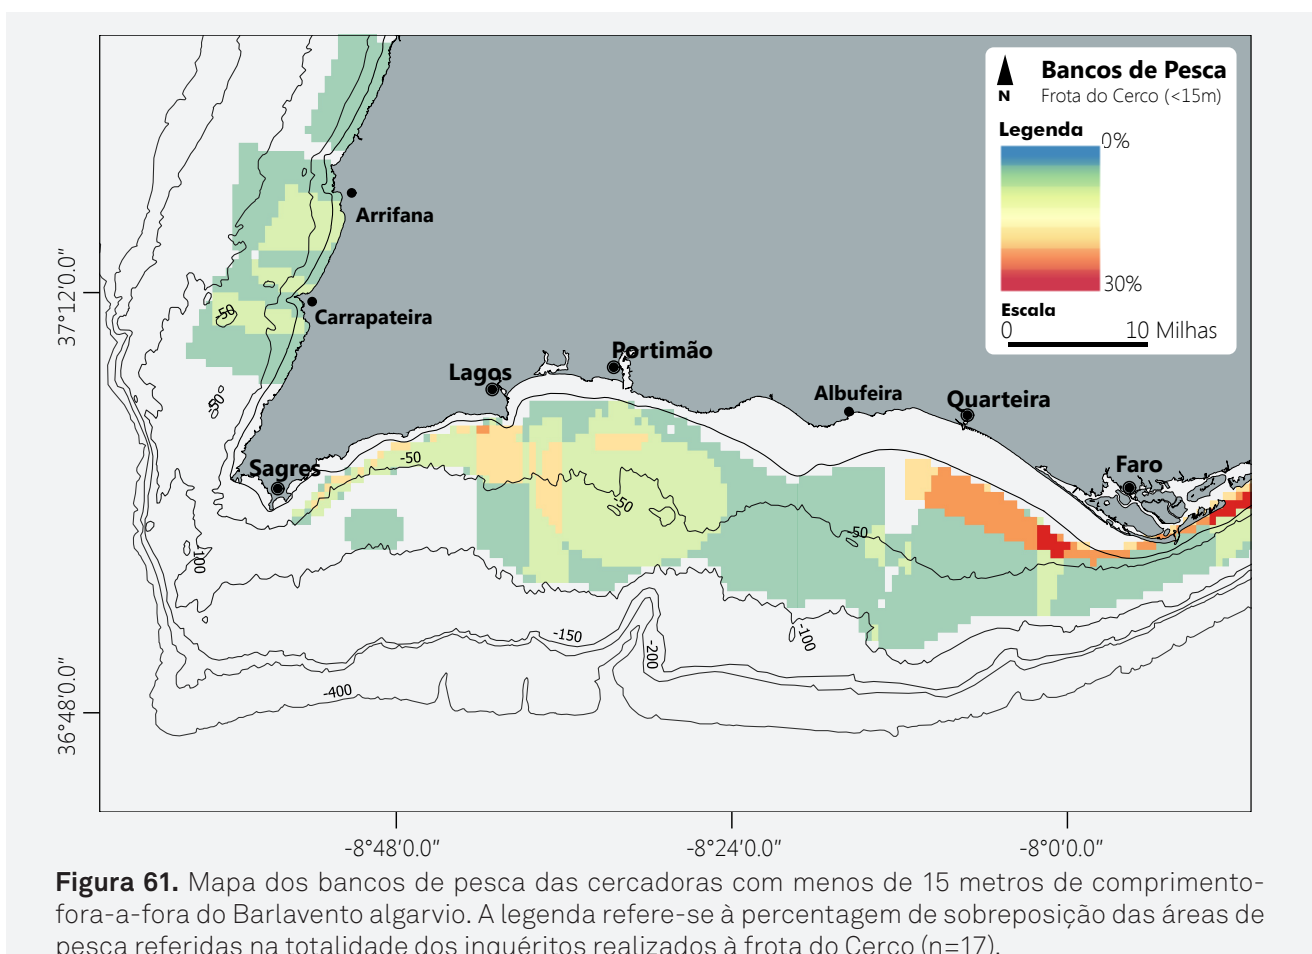 Bancos de Pesca
Frota do Cerco (<15m)
N
Legenda
0%
30%
Escala
0 10 Milhas
Arrifana
Carrapateira
-50
-50
Portimão
Lagos
Albufeira
Quarteira
Sagres
-50
Faro
-50
-50
-100
-100
-150
-200
-400
37°12'0.0"
36°48'0.0"
-8°48'0.0" -8°24'0.0" -8°0'0.0"
Figura 61. Mapa dos bancos de pesca das cercadoras com menos de 15 metros de comprimento-
fora-a-fora do Barlavento algarvio. A legenda refere-se à percentagem de sobreposição das áreas de
pesca referidas na totalidade dos inquéritos realizados à frota do Cerco (n=17).